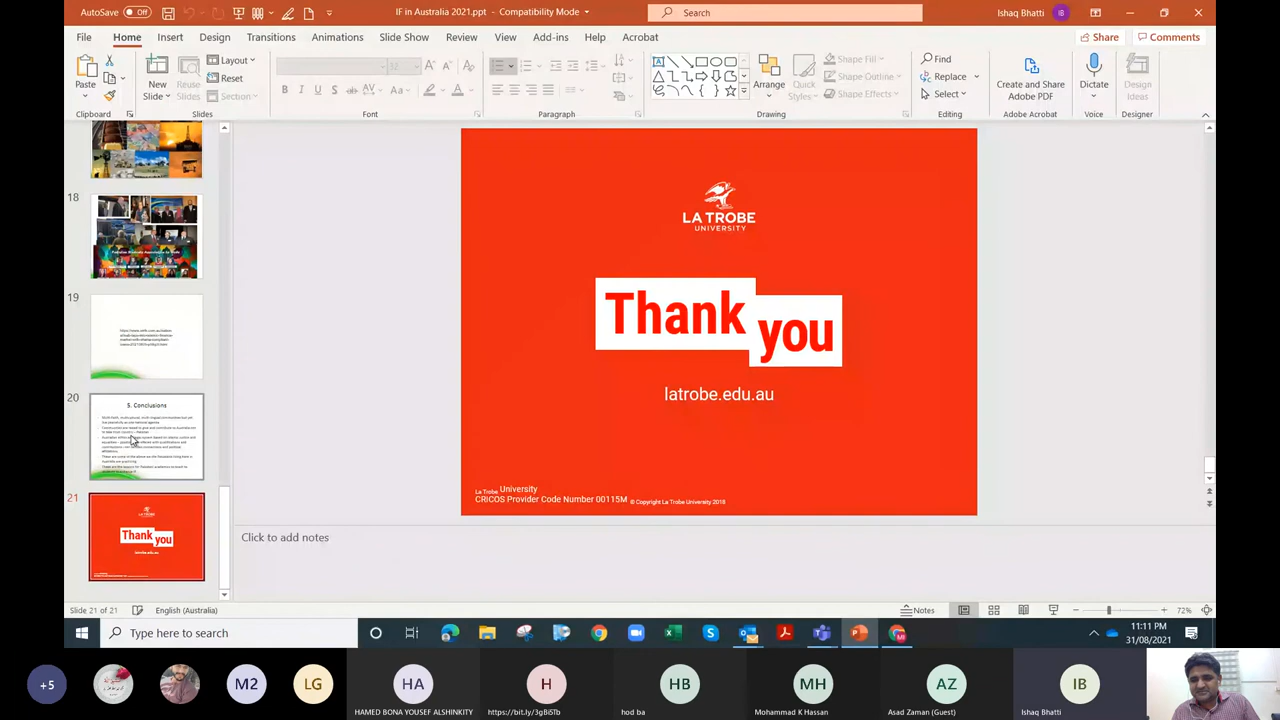 AutoSave Off
IF in Australia 2021.ppt - Compatibility Mode
Search
Ishaq Bhatti
IB
File Home Insert Design Transitions Animations Slide Show Review View Add-ins Help Acrobat
Share Comments
Paste
New Slide
Reuse Slides
Layout
Reset
Section
32
Shape Fill
Shape Outline
Shape Effects
Arrange
Quick Styles
Find
Replace
Select
Create and Share Adobe PDF
Dictate
Design Ideas
Clipboard Slides Font Paragraph Drawing Editing Adobe Acrobat Voice Designer
18
19
20
5. Conclusions
21
Thank you
latrobe.edu.au
LA TROBE
UNIVERSITY
Thank you
latrobe.edu.au
La Trobe University
CRICOS Provider Code Number 00115M © Copyright La Trobe University 2018
Click to add notes
Slide 21 of 21
English (Australia)
Notes
72%
Type here to search
11:11 PM
31/08/2021
+5
M2
LG
HA
H
HB
MH
AZ
IB
HAMED BONA YOUSEF ALSHINKITY
https://bit.ly/3gBiSTb
hod ba
Mohammad K Hassan
Asad Zaman (Guest)
Ishaq Bhatti